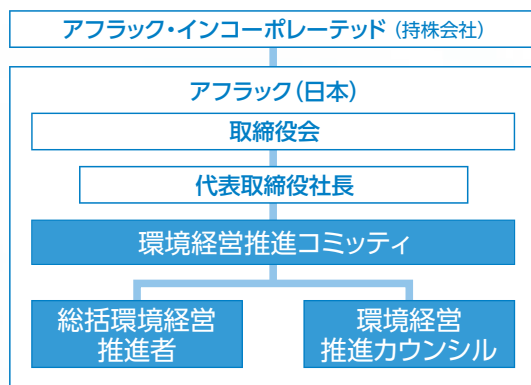 アフラック・インコーポレーテッド（持株会社）
アフラック（日本）
取締役会
代表取締役社長
環境経営推進コミッティ
総括環境経営
推進者
環境経営
推進カウンシル